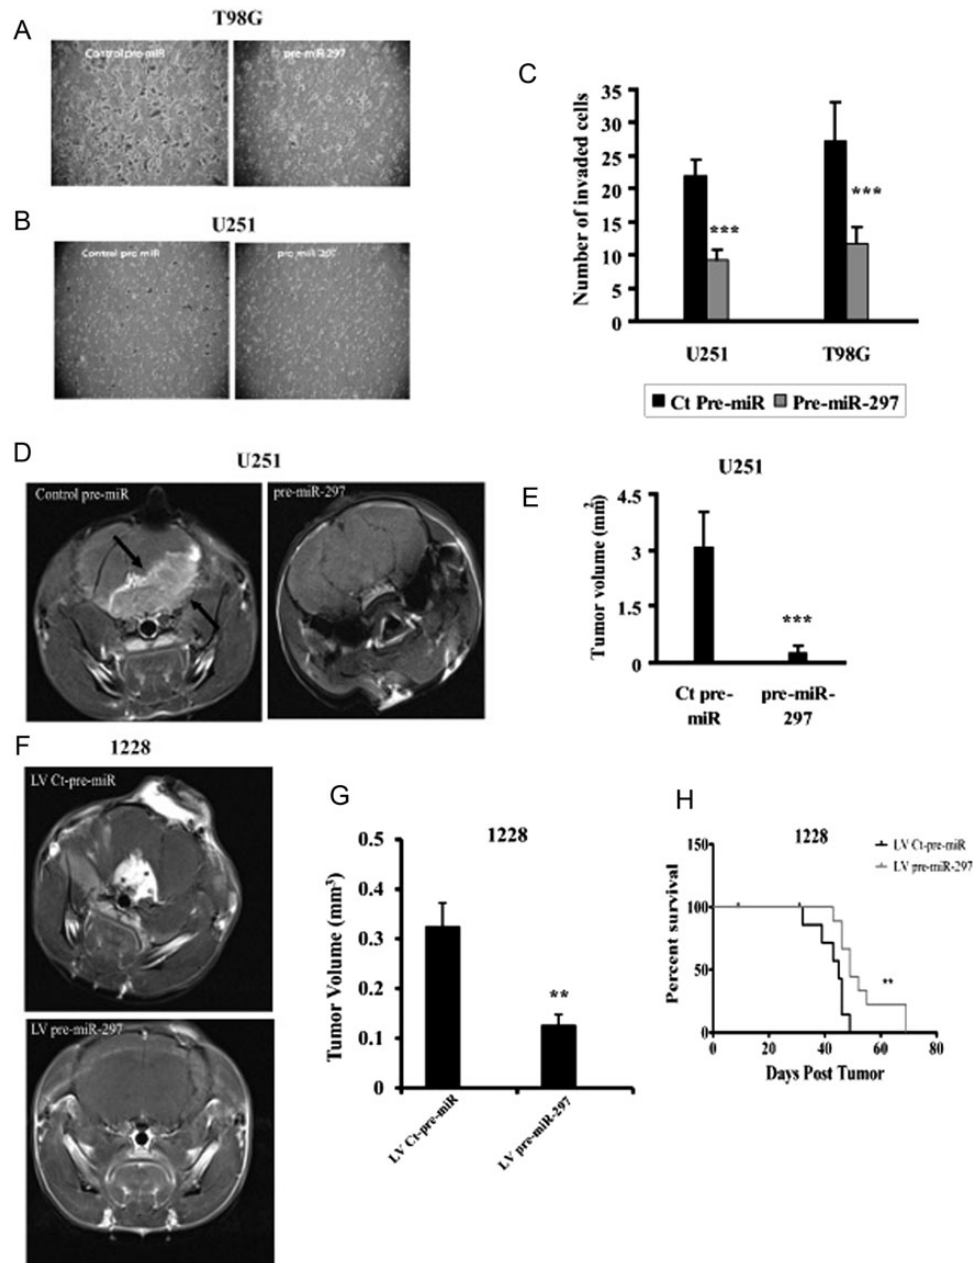 A
T98G
Control pre-miR
pre-miR-297
B
U251
Control pre miR
pre miR 297
C
Number of invaded cells
35
30
25
20
15
10
5
0
***
***
U251
T98G
Ct Pre-miR
Pre-miR-297
D
U251
Control pre-miR
pre-miR-297
E
U251
Tumor volume (mm²)
4.5
3
1.5
0
***
Ct pre-
miR
pre-miR-
297
F
1228
LV Ct-pre-miR
LV pre-miR-297
G
1228
Tumor Volume (mm³)
0.5
0.4
0.3
0.2
0.1
0
**
LV Ct-pre-miR
LV pre-miR-297
H
1228
LV Ct-pre-miR
LV pre-miR-297
Percent survival
150
100
50
0
**
0
20
40
60
80
Days Post Tumor